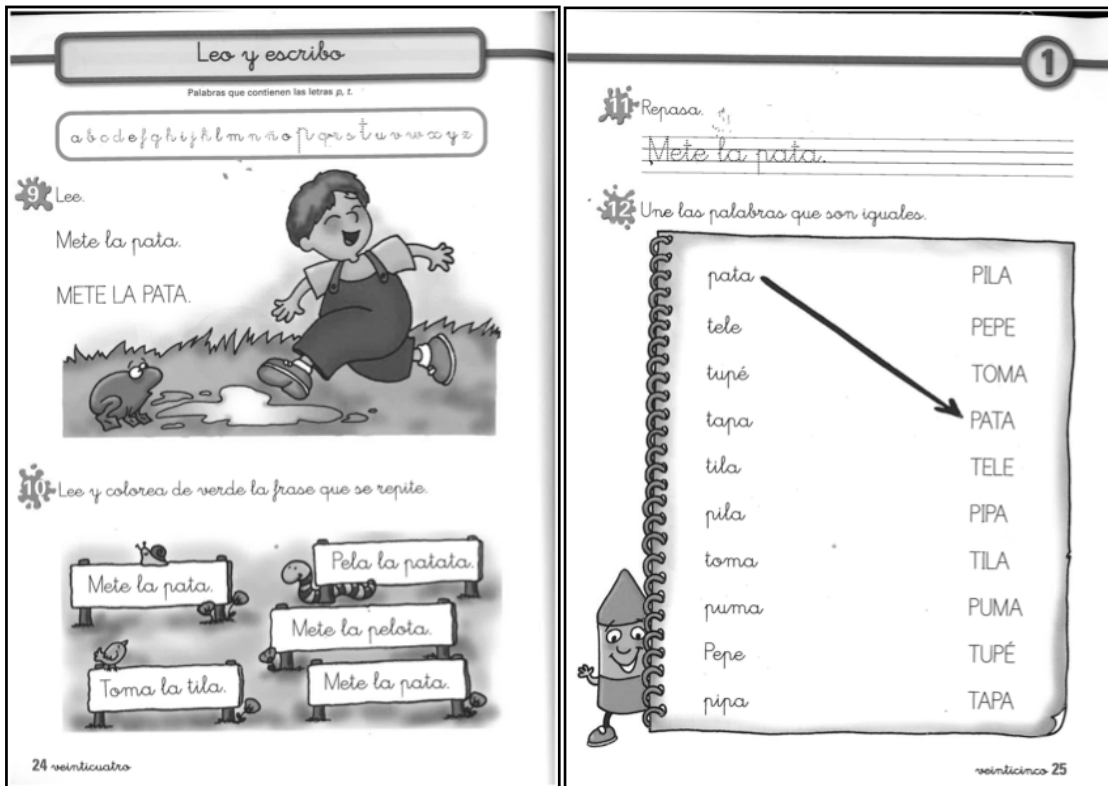 Leo y escribo
Palabras que contienen las letras p, t.
a b c d e f g h i j k l m n ñ o p q r s t u v w x y z
9 Lee.
Mete la pata.
METE LA PATA.
10 Lee y colorea de verde la frase que se repite.
Mete la pata.
Pela la patata.
Mete la pelota.
Toma la tila.
Mete la pata.
24 veinticuatro
1
11 Repasa.
Mete la pata.
12 Une las palabras que son iguales.
pata PILA
tele PEPE
tupé TOMA
tapa PATA
tila TELE
pila PIPA
toma TILA
puma PUMA
Pepe TUPÉ
pipa TAPA
veinticinco 25